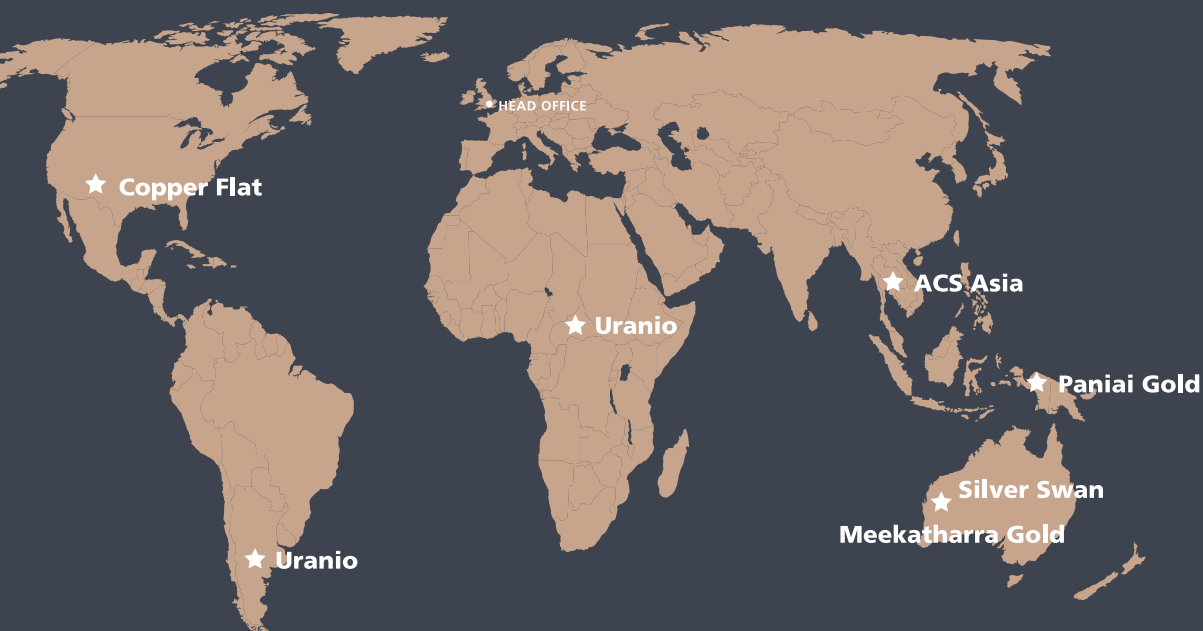 HEAD OFFICE
Copper Flat
ACS Asia
Uranio
Paniai Gold
Silver Swan
Meekatharra Gold
Uranio